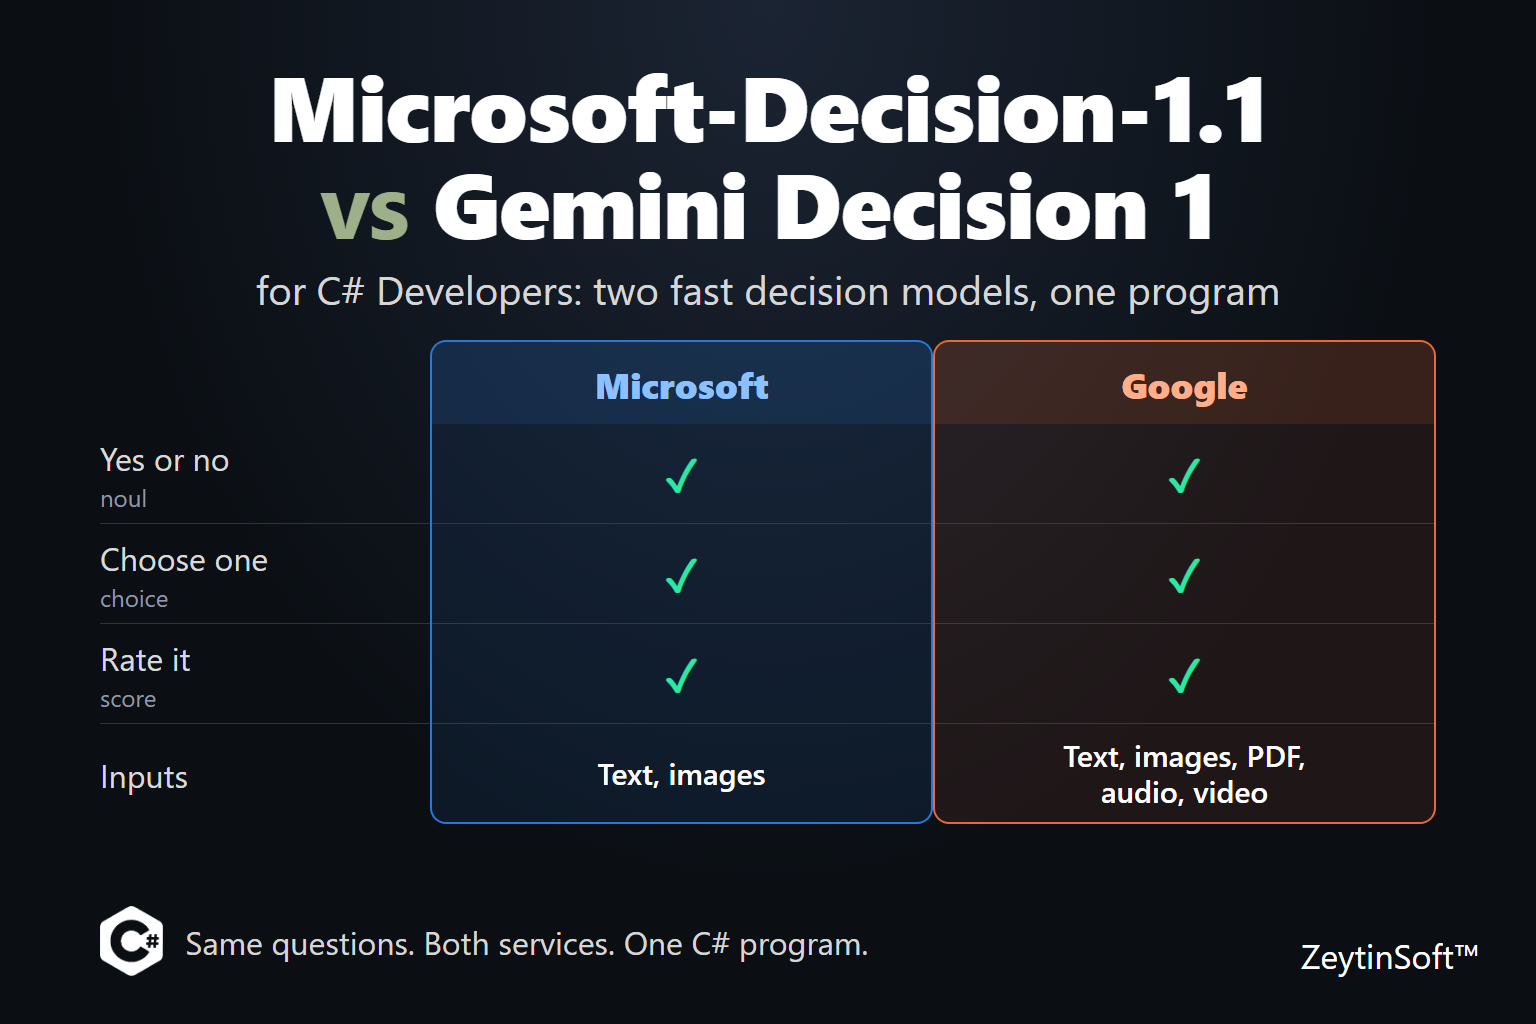 Microsoft-Decision-1.1
vs Gemini Decision 1
for C# Developers: two fast decision models, one program
Microsoft
Google
Yes or no
noul
✓
✓
Choose one
choice
✓
✓
Rate it
score
✓
✓
Inputs
Text, images
Text, images, PDF,
audio, video
C#
Same questions. Both services. One C# program.
ZeytinSoft™